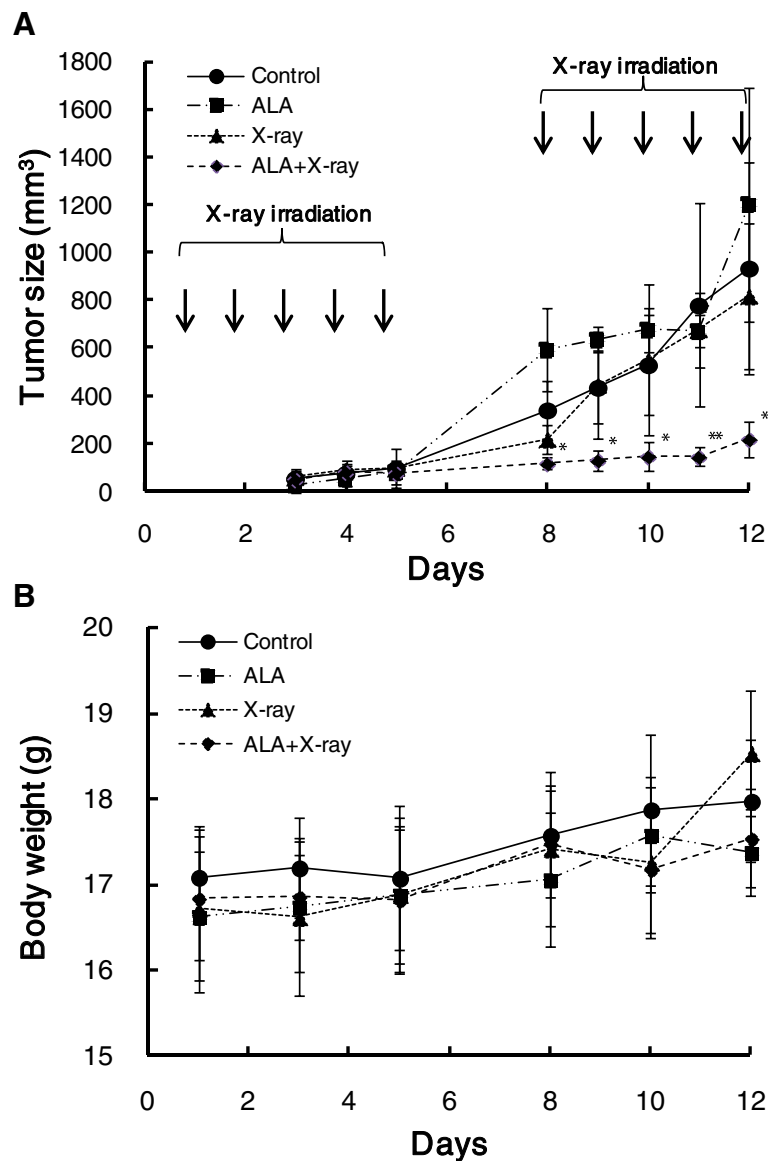 A
Tumor size (mm³)
1800
1600
1400
1200
1000
800
600
400
200
0
Control
ALA
X-ray
ALA+X-ray
X-ray irradiation
X-ray irradiation
*
*
*
**
*
0 2 4 6 8 10 12
Days
B
Body weight (g)
20
19
18
17
16
15
Control
ALA
X-ray
ALA+X-ray
0 2 4 6 8 10 12
Days